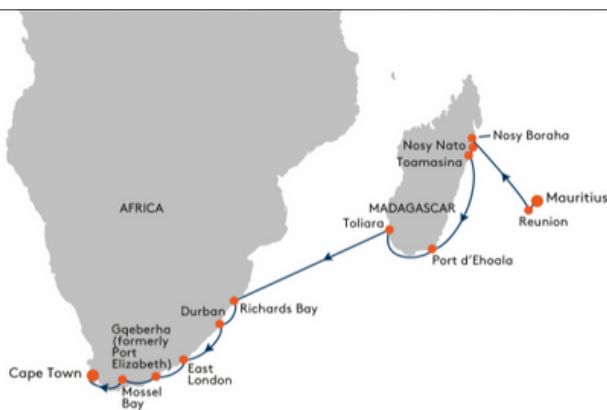 Nosy Boraha
Nosy Nato
Toamasina
Mauritius
AFRICA
MADAGASCAR
Reunion
Toliara
Port d'Ehoala
Richards Bay
Durban
Gqeberha
(formerly
Port
Elizabeth)
Cape Town
East
London
Mossel
Bay